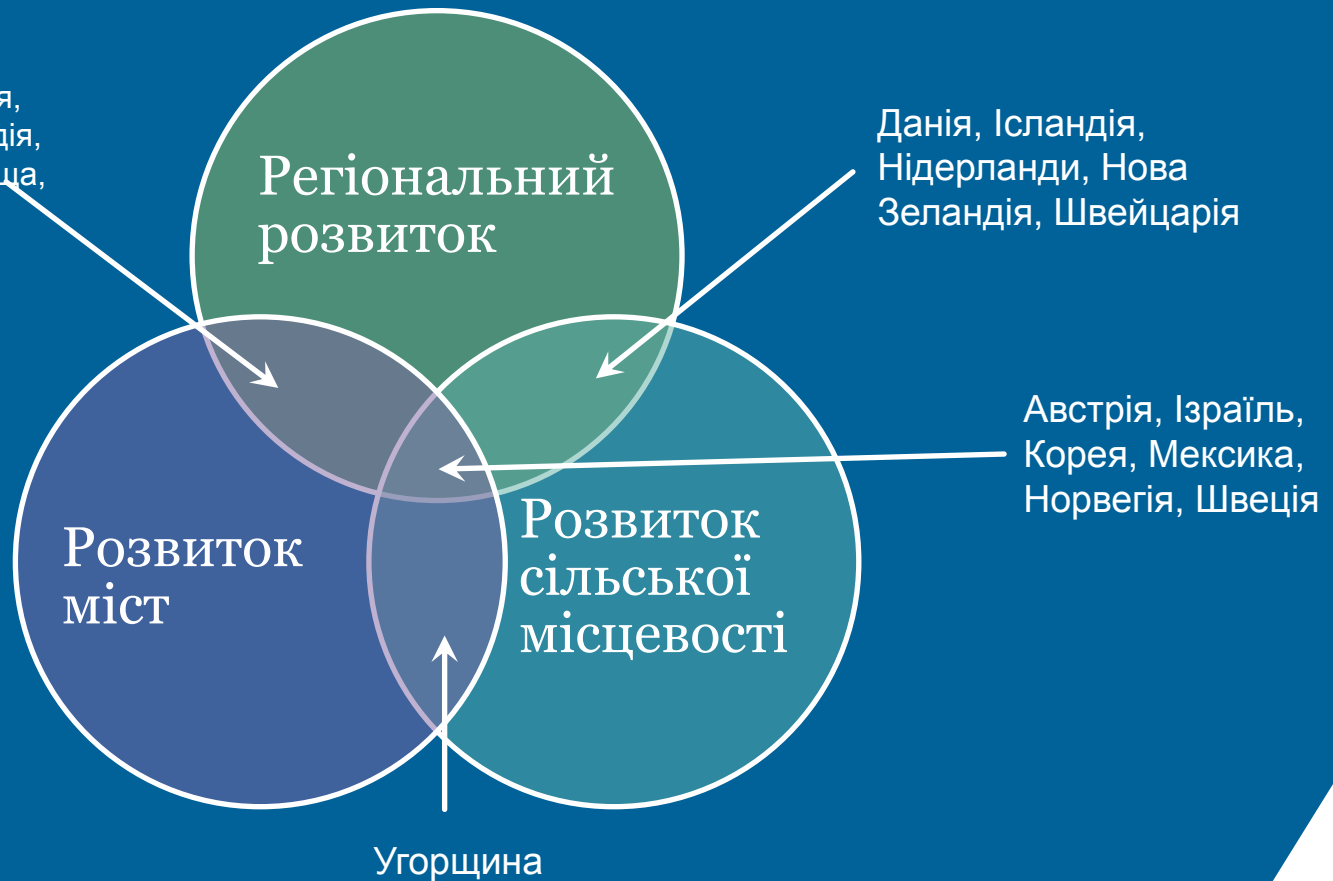 Регіональний
розвиток
Данія, Ісландія,
Нідерланди, Нова
Зеландія, Швейцарія
Австрія, Ізраїль,
Корея, Мексика,
Норвегія, Швеція
Розвиток
міст
Розвиток
сільської
місцевості
Угорщина